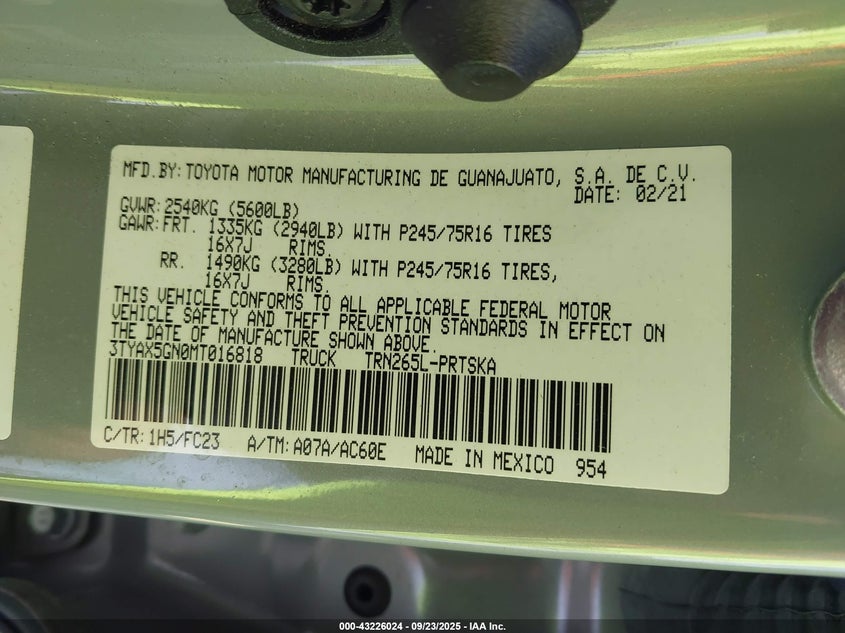 MFD.BY:TOYOTA MOTOR MANUFACTURING DE GUANAJUATO, S.A. DE C.V.
DATE: 02/21
GVWR:2540KG (5600LB)
GAWR:FRT. 1335KG (2940LB) WITH P245/75R16 TIRES
16X7J RIMS.
RR. 1490KG (3280LB) WITH P245/75R16 TIRES,
16X7J RIMS.
THIS VEHICLE CONFORMS TO ALL APPLICABLE FEDERAL MOTOR
VEHICLE SAFETY AND THEFT PREVENTION STANDARDS IN EFFECT ON
THE DATE OF MANUFACTURE SHOWN ABOVE.
3TYAX5GN0MT016818 TRUCK TRN265L-PRTSKA
C/TR:1H5/FC23 A/TM:A07A/AC60E MADE IN MEXICO 954
000-43226024 - 09/23/2025 - IAA Inc.